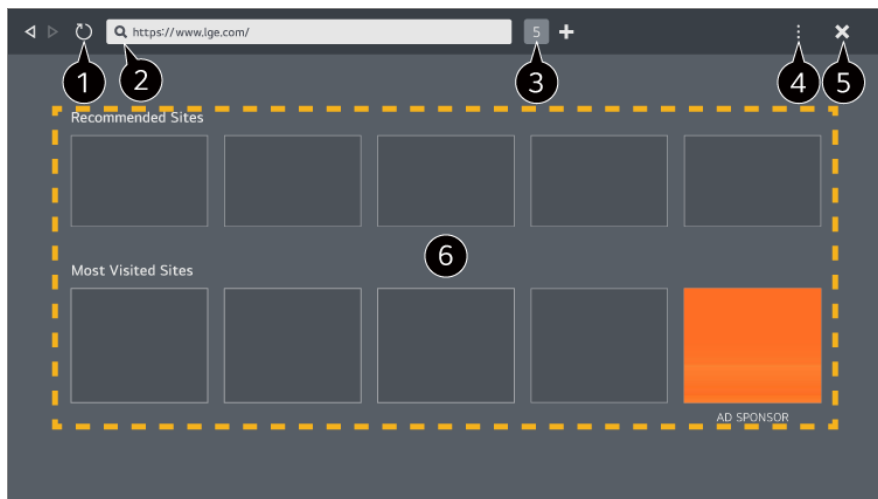 https://www.lge.com/ 5
1 2 3 4 5
Recommended Sites
6
Most Visited Sites
AD SPONSOR